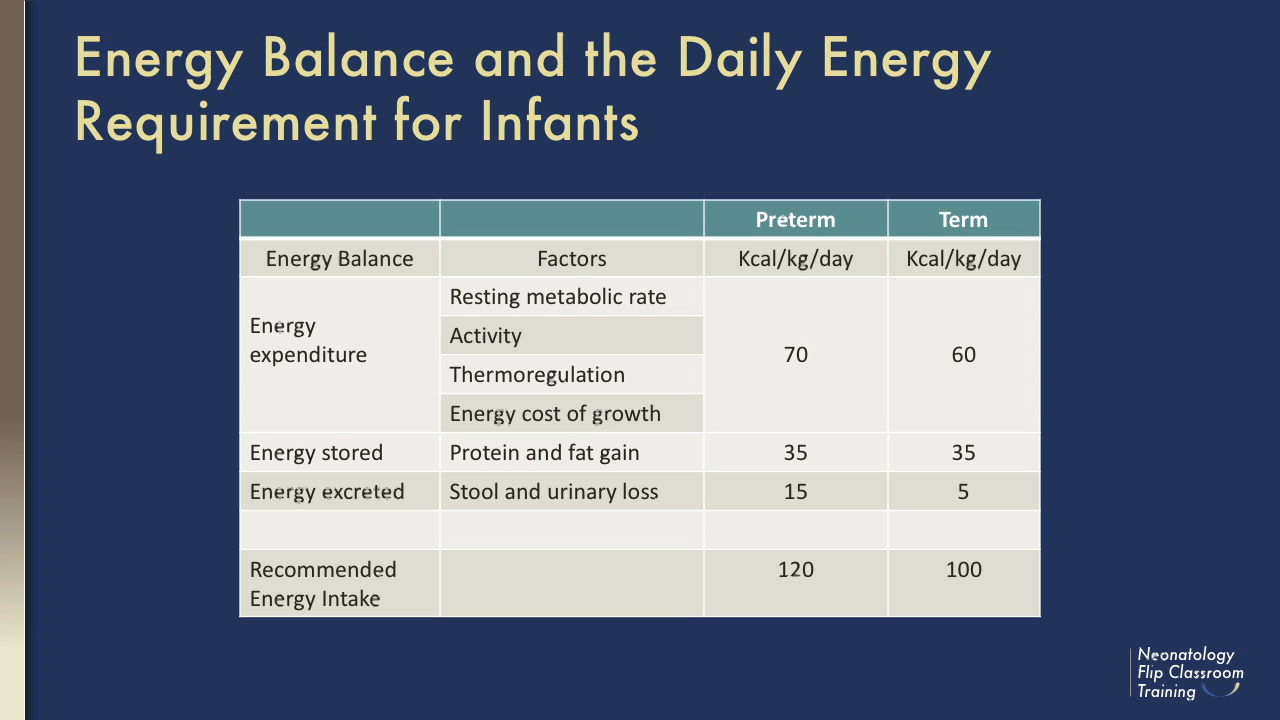 Energy Balance and the Daily Energy
Requirement for Infants
Preterm Term
Energy Balance Factors Kcal/kg/day Kcal/kg/day
Energy
expenditure
Resting metabolic rate
Activity
Thermoregulation
Energy cost of growth
70 60
Energy stored Protein and fat gain 35 35
Energy excreted Stool and urinary loss 15 5
Recommended
Energy Intake
120 100
Neonatology
Flip Classroom
Training